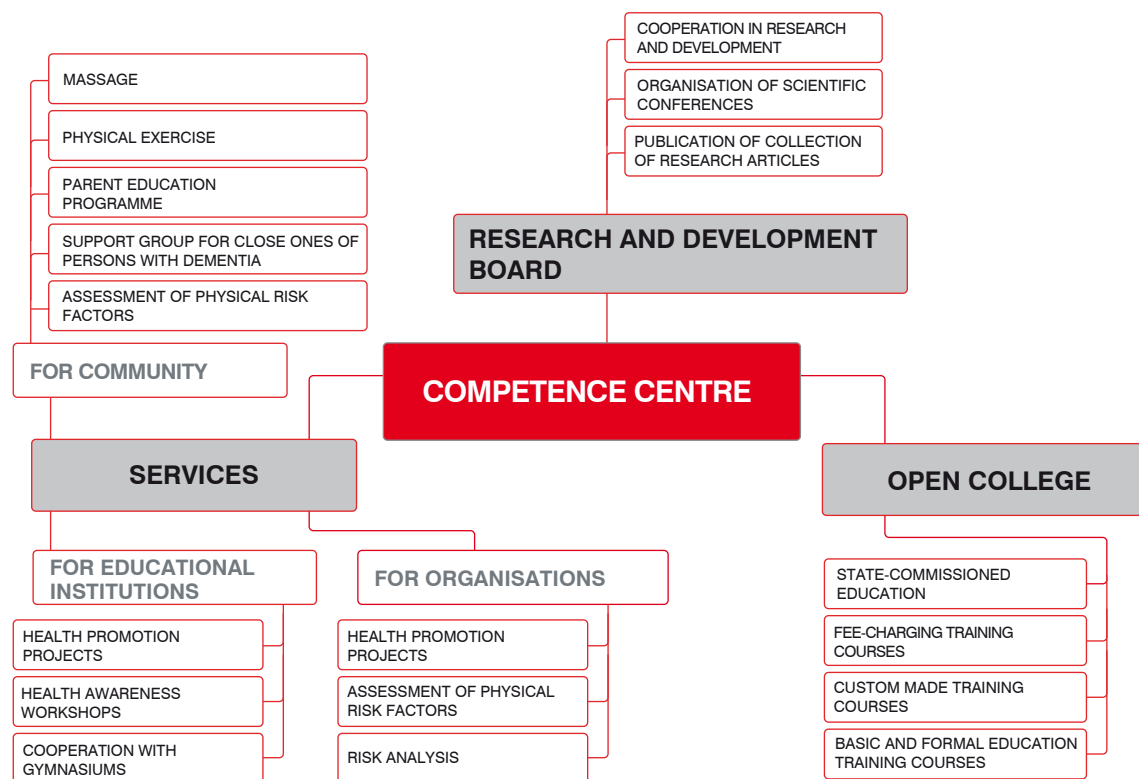 COOPERATION IN RESEARCH
AND DEVELOPMENT
ORGANISATION OF SCIENTIFIC
CONFERENCES
PUBLICATION OF COLLECTION
OF RESEARCH ARTICLES
RESEARCH AND DEVELOPMENT
BOARD
MASSAGE
PHYSICAL EXERCISE
PARENT EDUCATION
PROGRAMME
SUPPORT GROUP FOR CLOSE ONES OF
PERSONS WITH DEMENTIA
ASSESSMENT OF PHYSICAL RISK
FACTORS
FOR COMMUNITY
COMPETENCE CENTRE
SERVICES
OPEN COLLEGE
FOR EDUCATIONAL
INSTITUTIONS
HEALTH PROMOTION
PROJECTS
HEALTH AWARENESS
WORKSHOPS
COOPERATION WITH
GYMNASIUMS
FOR ORGANISATIONS
HEALTH PROMOTION
PROJECTS
ASSESSMENT OF PHYSICAL
RISK FACTORS
RISK ANALYSIS
STATE-COMMISSIONED
EDUCATION
FEE-CHARGING TRAINING
COURSES
CUSTOM MADE TRAINING
COURSES
BASIC AND FORMAL EDUCATION
TRAINING COURSES